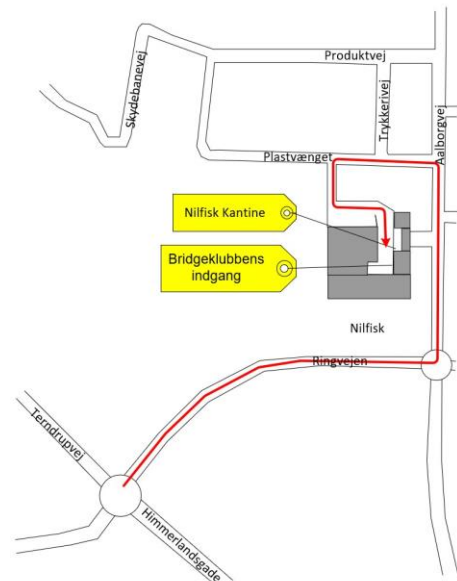 Produktvej
Skydebanevej
Trykkerivej
Aalborgvej
Plastvænget
Nilfisk Kantine
Bridgeklubbens
indgang
Nilfisk
Ringvejen
Terndrupvej
Himmerlandsgade